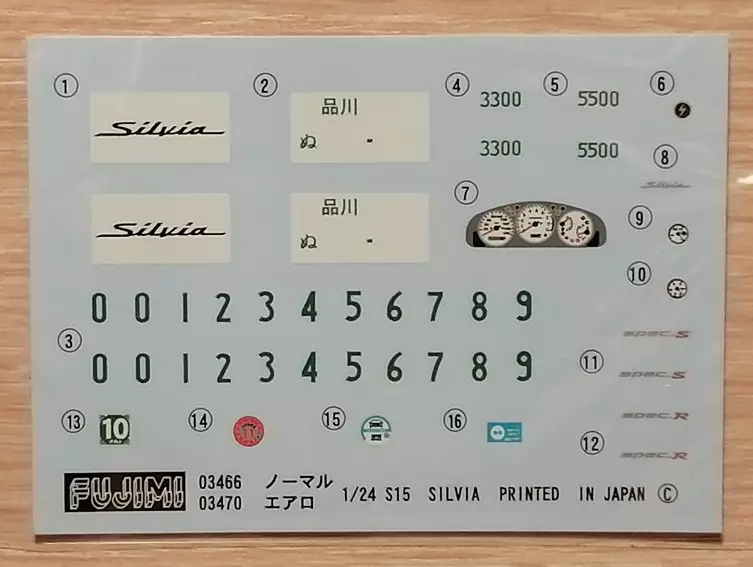 ① ② ④ ⑤ ⑥
Silvia 品川 3300 5500
ぬ -
3300 5500 ⑧
Silvia
⑦
Silvia 品川 ⑨
ぬ -
⑩
0 0 1 2 3 4 5 6 7 8 9
spec.S
③
⑪
0 0 1 2 3 4 5 6 7 8 9 spec.S
spec.R
⑬ 10 ⑭ 11 ⑮ ⑯
⑫ spec.R
FUJIMI 03466 ノーマル
03470 エアロ 1/24 S15 SILVIA PRINTED IN JAPAN Ⓒ